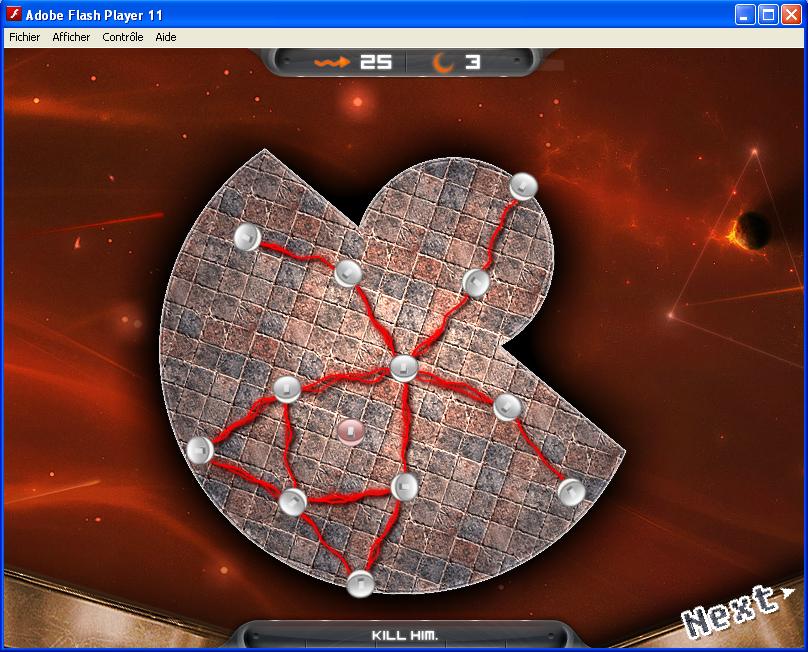 Adobe Flash Player 11
Fichier Afficher Contrôle Aide
25 3
KILL HIM.
Next